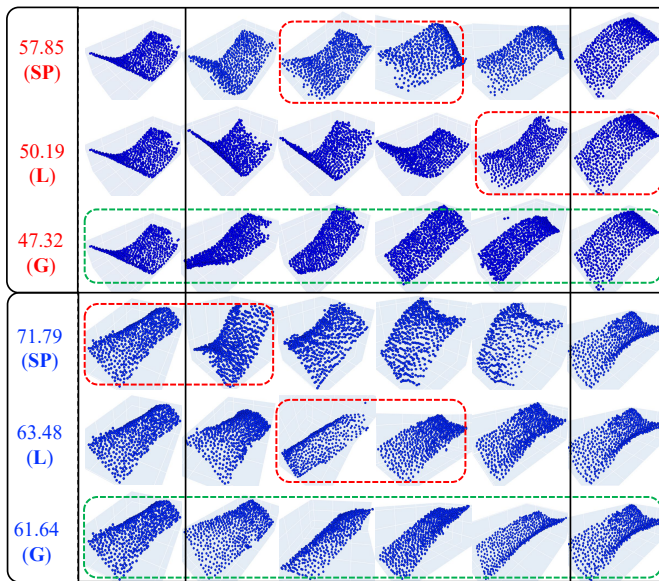 57.85
(SP)
50.19
(L)
47.32
(G)
71.79
(SP)
63.48
(L)
61.64
(G)